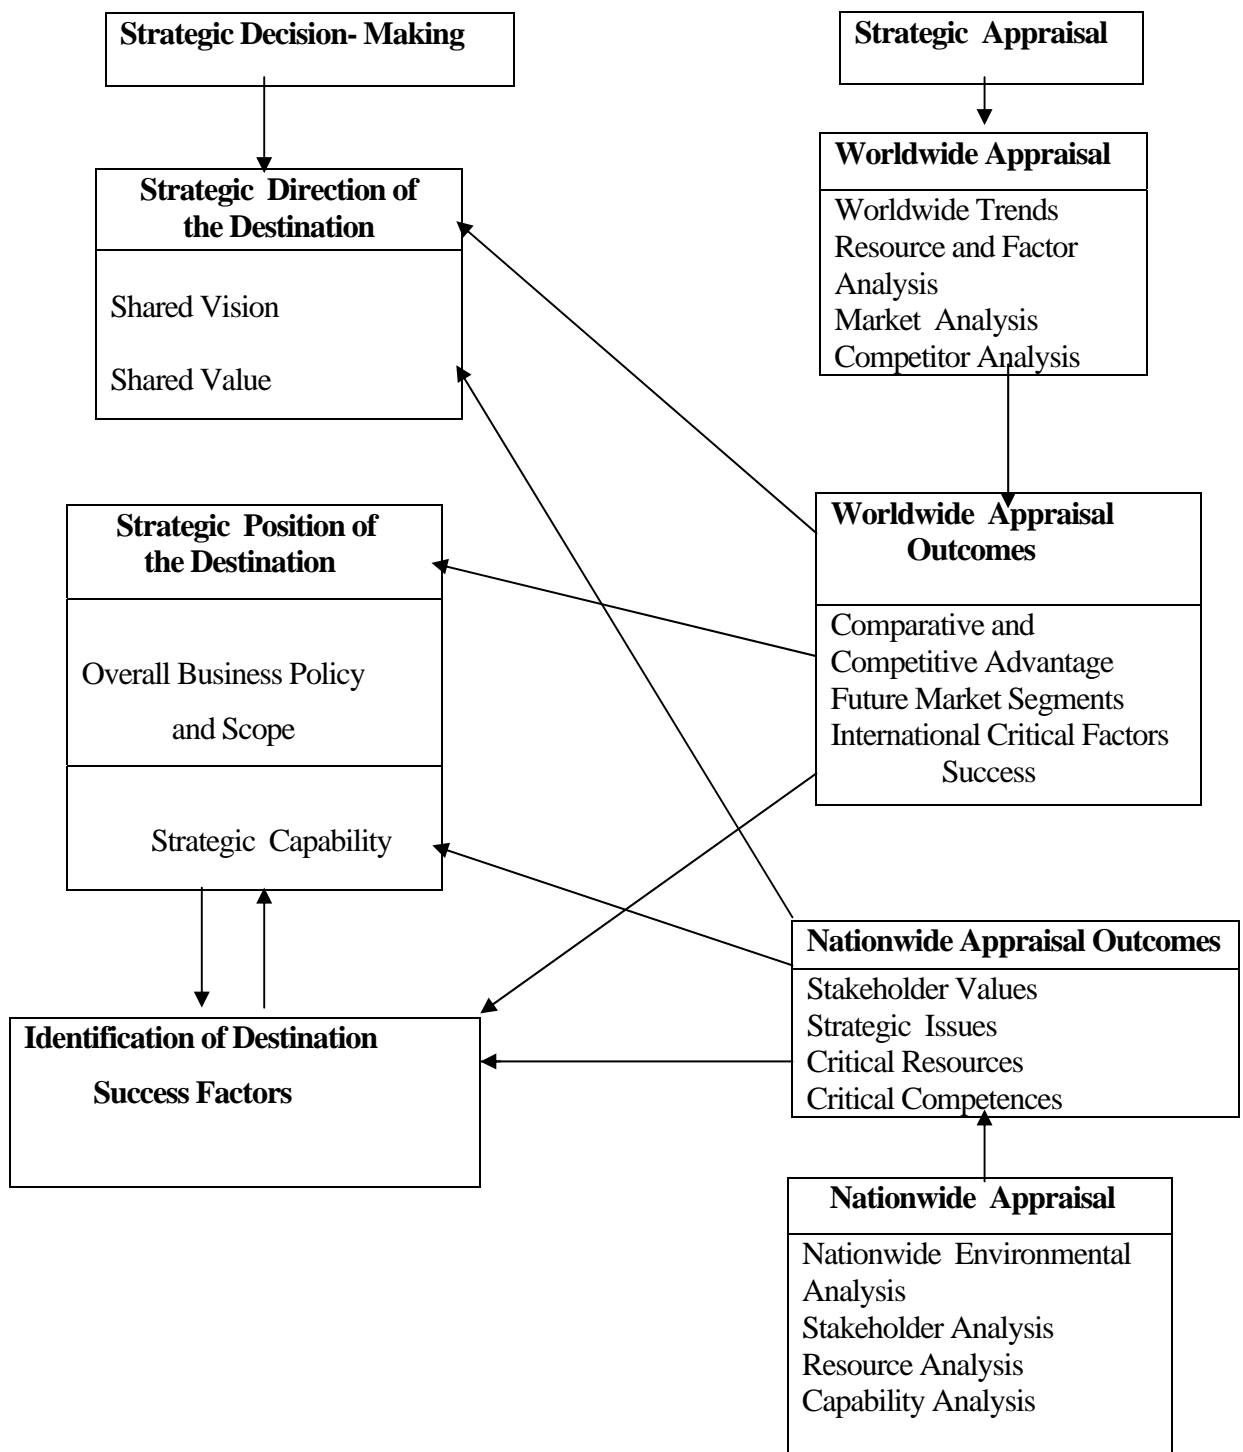 Strategic Decision- Making
Strategic Direction of
the Destination
Shared Vision
Shared Value
Strategic Position of
the Destination
Overall Business Policy
and Scope
Strategic Capability
Identification of Destination
Success Factors
Strategic Appraisal
Worldwide Appraisal
Worldwide Trends
Resource and Factor
Analysis
Market Analysis
Competitor Analysis
Worldwide Appraisal
Outcomes
Comparative and
Competitive Advantage
Future Market Segments
International Critical Factors
Success
Nationwide Appraisal Outcomes
Stakeholder Values
Strategic Issues
Critical Resources
Critical Competences
Nationwide Appraisal
Nationwide Environmental
Analysis
Stakeholder Analysis
Resource Analysis
Capability Analysis